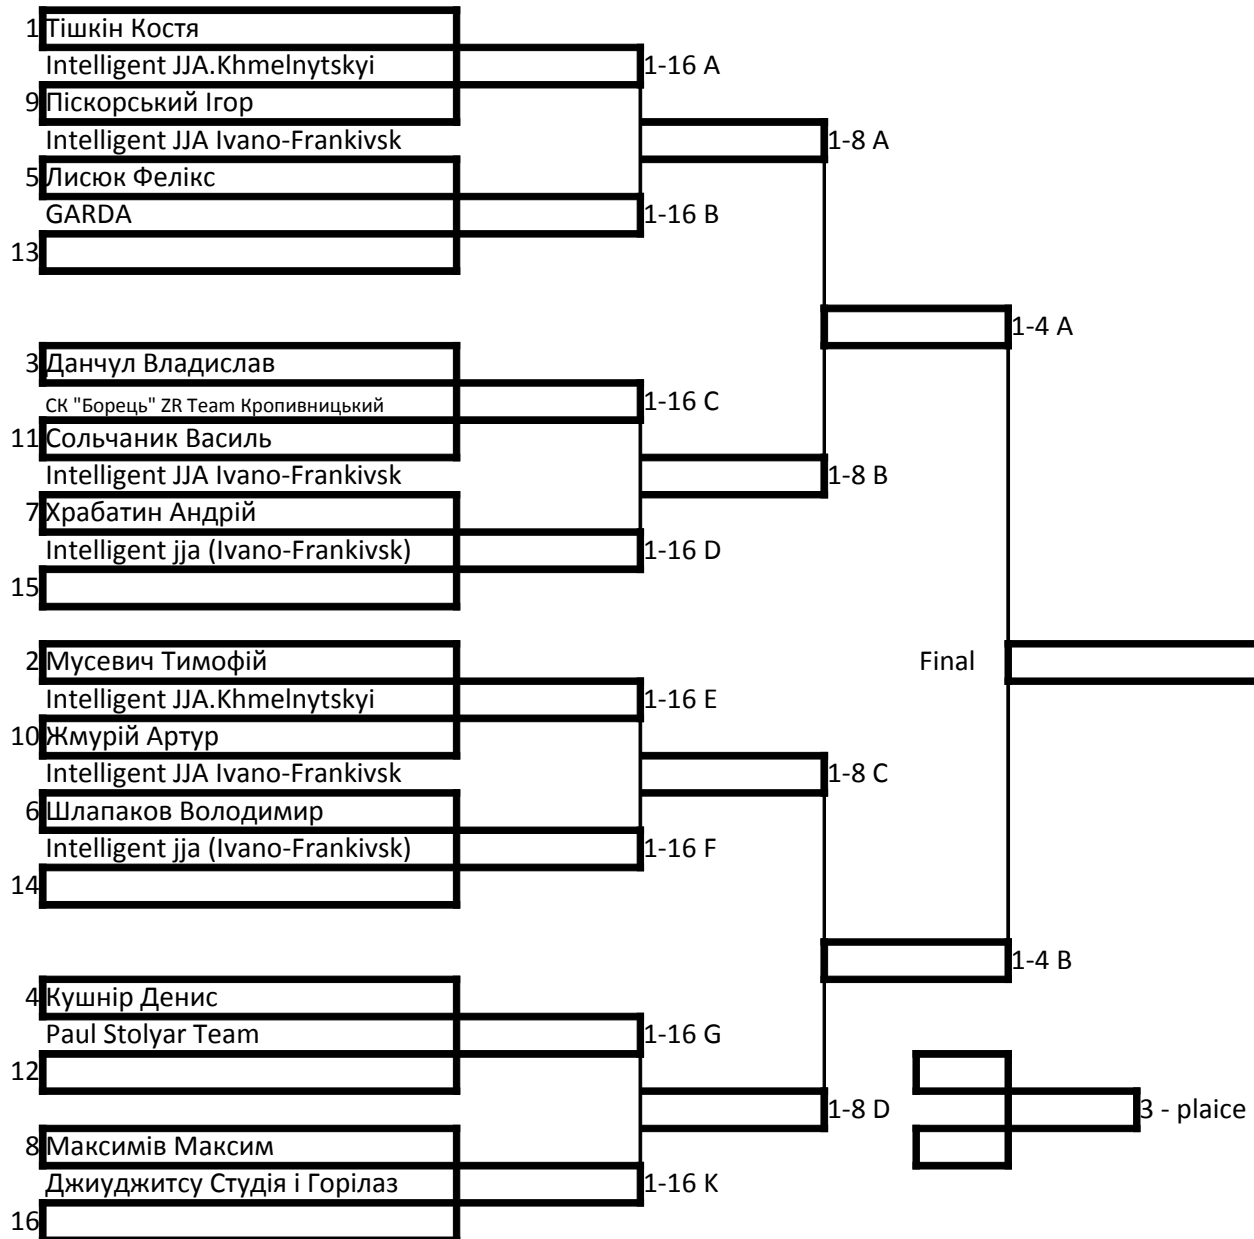 1 Тішкін Костя
Intelligent JJA.Khmelnytskyi 1-16 A
9 Піскорський Ігор
Intelligent JJA Ivano-Frankivsk 1-8 A
5 Лисюк Фелікс
GARDA 1-16 B
13
1-4 A
3 Данчул Владислав
СК "Борець" ZR Team Кропивницький 1-16 C
11 Сольчаник Василь
Intelligent JJA Ivano-Frankivsk 1-8 B
7 Храбатин Андрій
Intelligent jja (Ivano-Frankivsk) 1-16 D
15
2 Мусевич Тимофій Final
Intelligent JJA.Khmelnytskyi 1-16 E
10 Жмурій Артур
Intelligent JJA Ivano-Frankivsk 1-8 C
6 Шлапаков Володимир
Intelligent jja (Ivano-Frankivsk) 1-16 F
14
1-4 B
4 Кушнір Денис
Paul Stolyar Team 1-16 G
12
1-8 D 3 - plaice
8 Максимів Максим
Джиуджитсу Студія і Горілаз 1-16 K
16